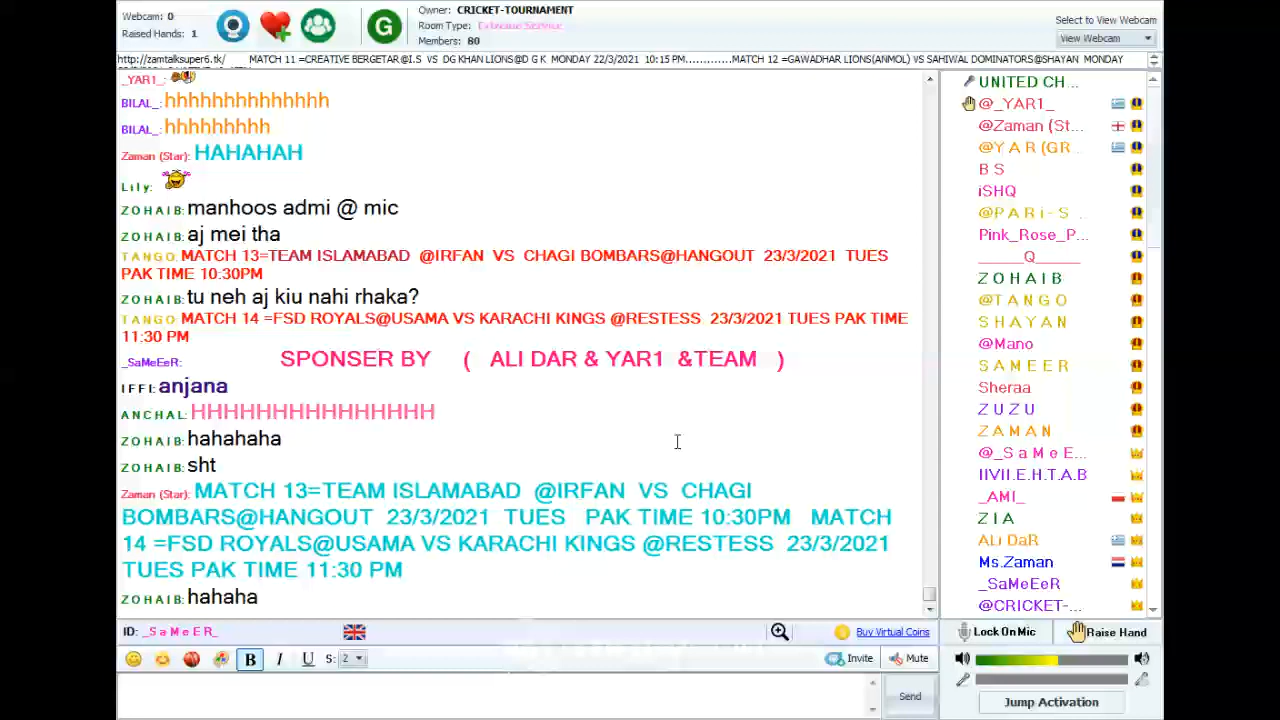 Webcam: 0
Raised Hands: 1
Owner: CRICKET-TOURNAMENT
Room Type: Extreme Service
Members: 80
Select to View Webcam
View Webcam
http://zamtalksuper6.tk/ MATCH 11 =CREATIVE BERGETAR@I.S VS DG KHAN LIONS@D G K MONDAY 22/3/2021 10:15 PM.............MATCH 12 =GAWADHAR LIONS(ANMOL) VS SAHIWAL DOMINATORS@SHAYAN MONDAY
_YAR1_:
BILAL_: hhhhhhhhhhhhhh
BILAL_: hhhhhhhhh
Zaman (Star): HAHAHAH
Lily:
ZOHAIB: manhoos admi @ mic
ZOHAIB: aj mei tha
TANGO: MATCH 13=TEAM ISLAMABAD @IRFAN VS CHAGI BOMBARS@HANGOUT 23/3/2021 TUES
PAK TIME 10:30PM
ZOHAIB: tu neh aj kiu nahi rhaka?
TANGO: MATCH 14 =FSD ROYALS@USAMA VS KARACHI KINGS @RESTESS 23/3/2021 TUES PAK TIME
11:30 PM
_SaMeEeR: SPONSER BY ( ALI DAR & YAR1 &TEAM )
IFFI: anjana
ANCHAL: HHHHHHHHHHHHHHH
ZOHAIB: hahahaha
ZOHAIB: sht
Zaman (Star): MATCH 13=TEAM ISLAMABAD @IRFAN VS CHAGI
BOMBARS@HANGOUT 23/3/2021 TUES PAK TIME 10:30PM MATCH
14 =FSD ROYALS@USAMA VS KARACHI KINGS @RESTESS 23/3/2021
TUES PAK TIME 11:30 PM
ZOHAIB: hahaha
UNITED CH...
@_YAR1_
@Zaman (St...
@Y A R (GR...
B S
iSHQ
@P A R i - S...
Pink_Rose_P...
_____Q_____
Z O H A I B
@T A N G O
S H A Y A N
@Mano
S A M E E R
Sheraa
Z U Z U
Z A M A N
@_S a M e E...
IIVII.E.H.T.A.B
_AMI_
Z I A
ALi DaR
Ms.Zaman
_SaMeEeR
@CRICKET-...
ID: _S a M e E R_
Buy Virtual Coins
Lock On Mic
Raise Hand
B I U S: 2
Invite
Mute
Send
Jump Activation